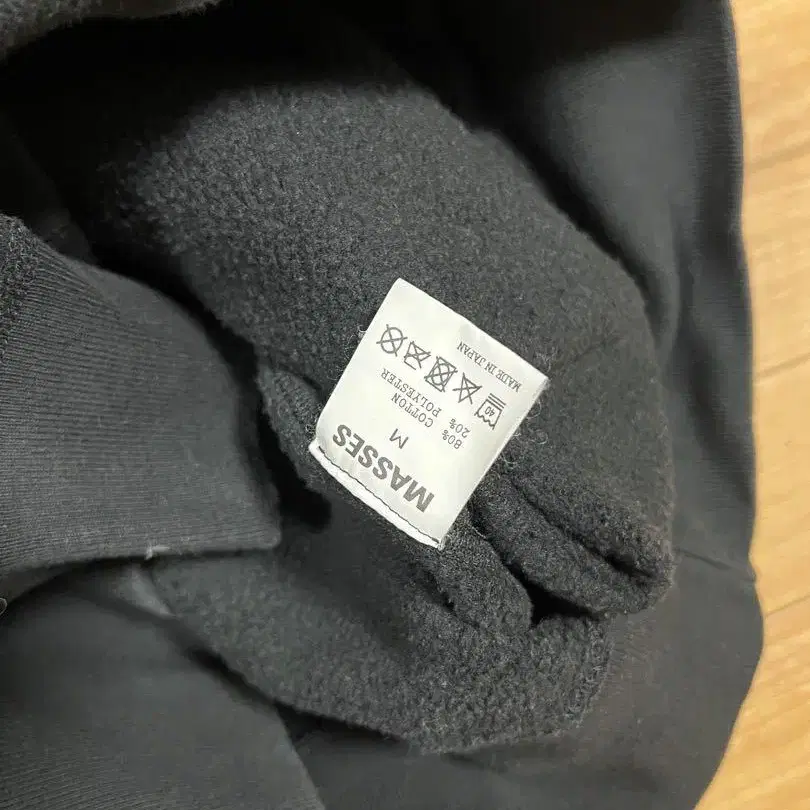 MASSES
M
80% COTTON
20% POLYESTER
40
MADE IN JAPAN